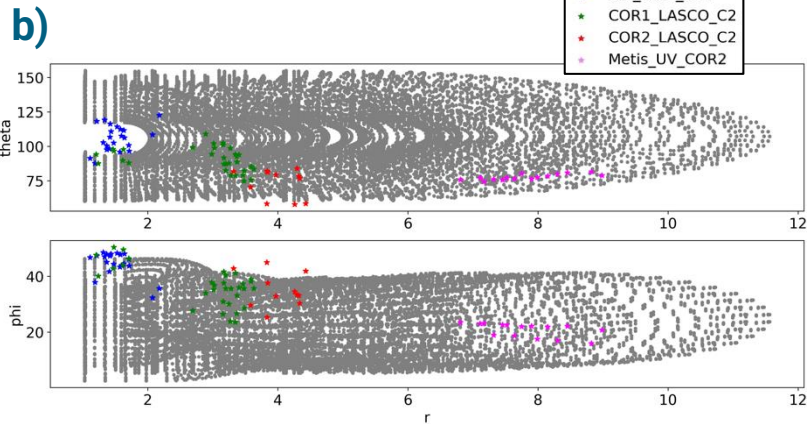 b)
COR1_LASCO_C2
COR2_LASCO_C2
Metis_UV_COR2
theta
150
125
100
75
2 4 6 8 10 12
phi
40
20
2 4 6 8 10 12
r